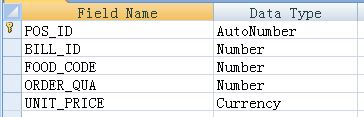 Field Name Data Type
POS_ID AutoNumber
BILL_ID Number
FOOD_CODE Number
ORDER_QUA Number
UNIT_PRICE Currency